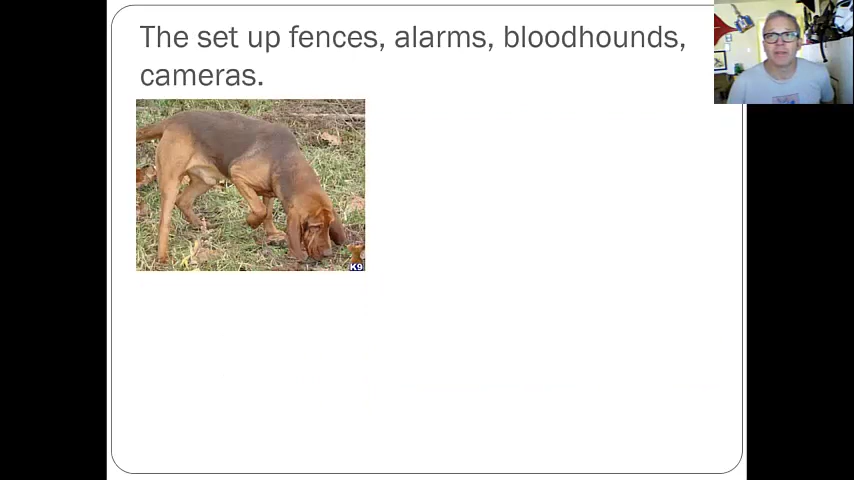 The set up fences, alarms, bloodhounds,
cameras.
K9